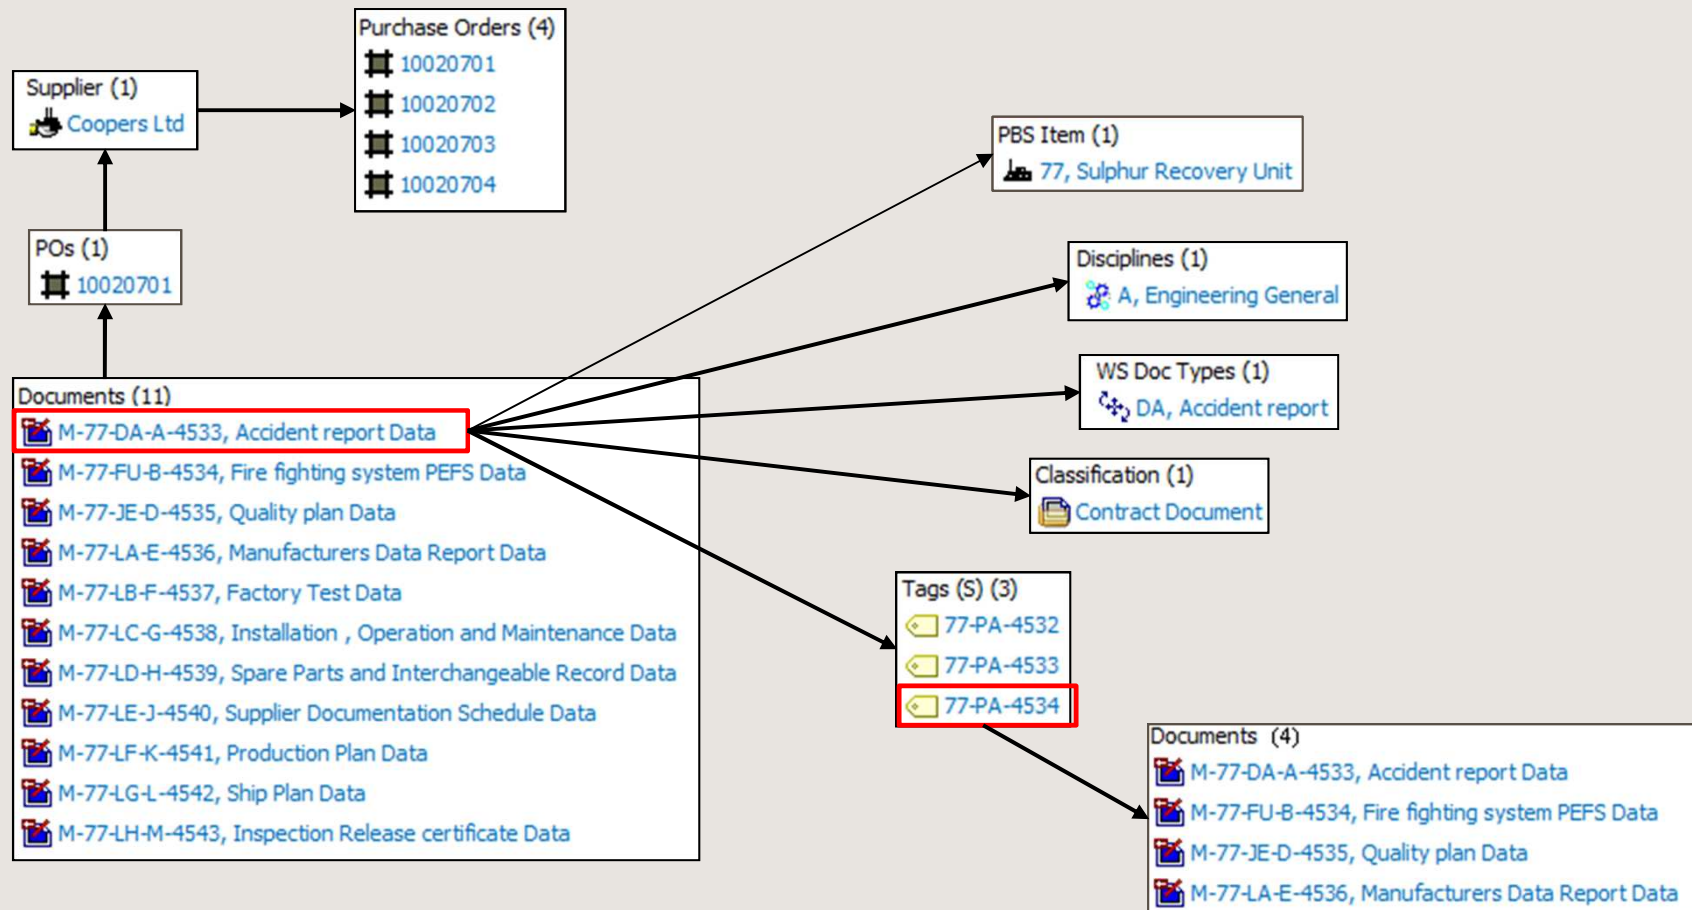 Purchase Orders (4)
10020701
10020702
10020703
10020704
Supplier (1)
Coopers Ltd
POs (1)
10020701
PBS Item (1)
77, Sulphur Recovery Unit
Disciplines (1)
A, Engineering General
WS Doc Types (1)
DA, Accident report
Classification (1)
Contract Document
Documents (11)
M-77-DA-A-4533, Accident report Data
M-77-FU-B-4534, Fire fighting system PEFS Data
M-77-JE-D-4535, Quality plan Data
M-77-LA-E-4536, Manufacturers Data Report Data
M-77-LB-F-4537, Factory Test Data
M-77-LC-G-4538, Installation , Operation and Maintenance Data
M-77-LD-H-4539, Spare Parts and Interchangeable Record Data
M-77-LE-J-4540, Supplier Documentation Schedule Data
M-77-LF-K-4541, Production Plan Data
M-77-LG-L-4542, Ship Plan Data
M-77-LH-M-4543, Inspection Release certificate Data
Tags (S) (3)
77-PA-4532
77-PA-4533
77-PA-4534
Documents (4)
M-77-DA-A-4533, Accident report Data
M-77-FU-B-4534, Fire fighting system PEFS Data
M-77-JE-D-4535, Quality plan Data
M-77-LA-E-4536, Manufacturers Data Report Data